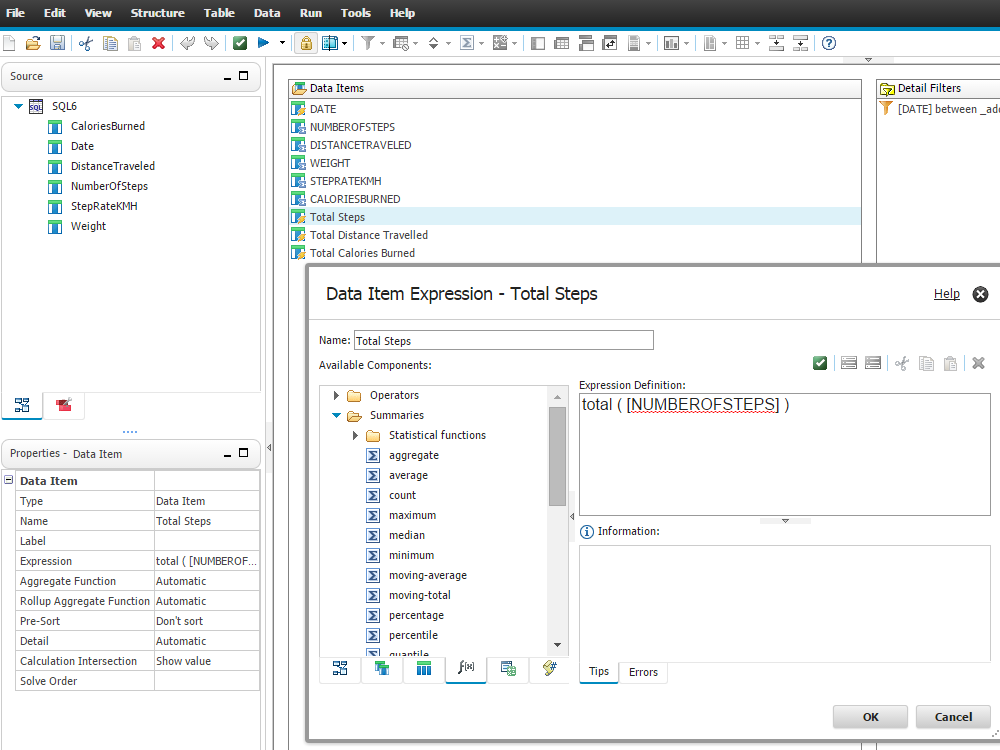 File Edit View Structure Table Data Run Tools Help
Source
SQL6
CaloriesBurned
Date
DistanceTraveled
NumberOfSteps
StepRateKMH
Weight
Data Items
DATE
NUMBEROFSTEPS
DISTANCETRAVELED
WEIGHT
STEPRATEKMH
CALORIESBURNED
Total Steps
Total Distance Travelled
Total Calories Burned
Detail Filters
[DATE] between _add
Properties - Data Item
Data Item
Type Data Item
Name Total Steps
Label
Expression total ( [NUMBEROF...
Aggregate Function Automatic
Rollup Aggregate Function Automatic
Pre-Sort Don't sort
Detail Automatic
Calculation Intersection Show value
Solve Order
Data Item Expression - Total Steps
Help
Name: Total Steps
Available Components:
Operators
Summaries
Statistical functions
aggregate
average
count
maximum
median
minimum
moving-average
moving-total
percentage
percentile
quantile
Expression Definition:
total ( [NUMBEROFSTEPS] )
Information:
Tips Errors
OK Cancel